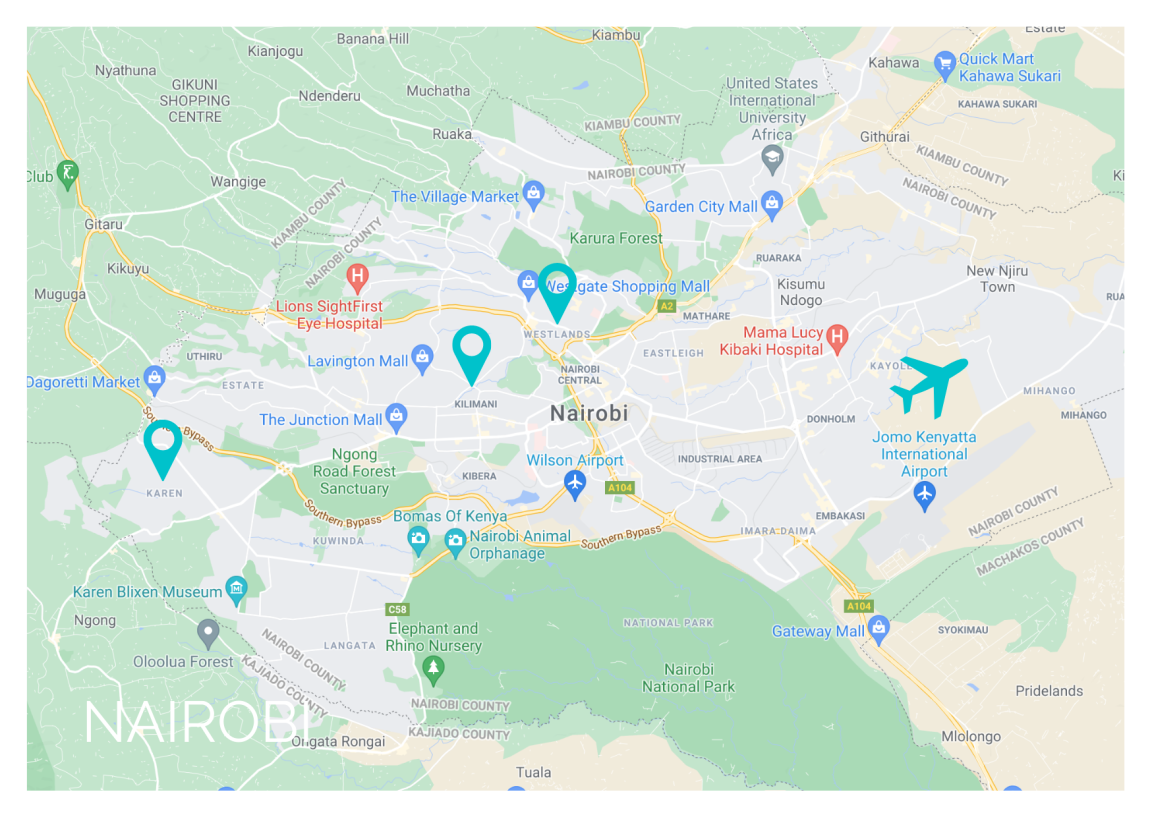 Estate
Kiambu
Banana Hill
Kianjogu
Kahawa
Quick Mart
Kahawa Sukari
Nyathuna
GIKUNI
SHOPPING
CENTRE
Ndenderu
Muchatha
United States
International
University
Africa
KAHAWA SUKARI
KIAMBU COUNTY
Ruaka
Githurai
KIAMBU COUNTY
NAIROBI COUNTY
NAIROBI COUNTY
Club
Wangige
Ki
The Village Market
Garden City Mall
KIAMBU COUNTY
NAIROBI COUNTY
Gitaru
Karura Forest
Kikuyu
RUARAKA
New Njiru
Town
Muguga
Westgate Shopping Mall
Kisumu
Ndogo
RUA
Lions SightFirst
Eye Hospital
A2
MATHARE
WESTLANDS
Mama Lucy
Kibaki Hospital
UTHIRU
Lavington Mall
EASTLEIGH
KAYOLE
NAIROBI
CENTRAL
Dagoretti Market
ESTATE
MIHANGO
KILIMANI
Nairobi
MIHANGO
The Junction Mall
DONHOLM
Southern Bypass
Jomo Kenyatta
International
Airport
Ngong
Road Forest
Sanctuary
Wilson Airport
INDUSTRIAL AREA
KIBERA
KAREN
A104
NAIROBI COUNTY
Southern Bypass
Bomas Of Kenya
EMBAKASI
MACHAKOS COUNTY
KUWINDA
Nairobi Animal
Orphanage
Southern Bypass
IMARA DAIMA
Karen Blixen Museum
C58
A104
Ngong
Elephant and
Rhino Nursery
NATIONAL PARK
Gateway Mall
SYOKIMAU
NAIROBI COUNTY
LANGATA
Oloolua Forest
KAJIADO COUNTY
Nairobi
National Park
Pridelands
NAIROBI COUNTY
NAIROBI
KAJIADO COUNTY
Ongata Rongai
Mlolongo
Tuala